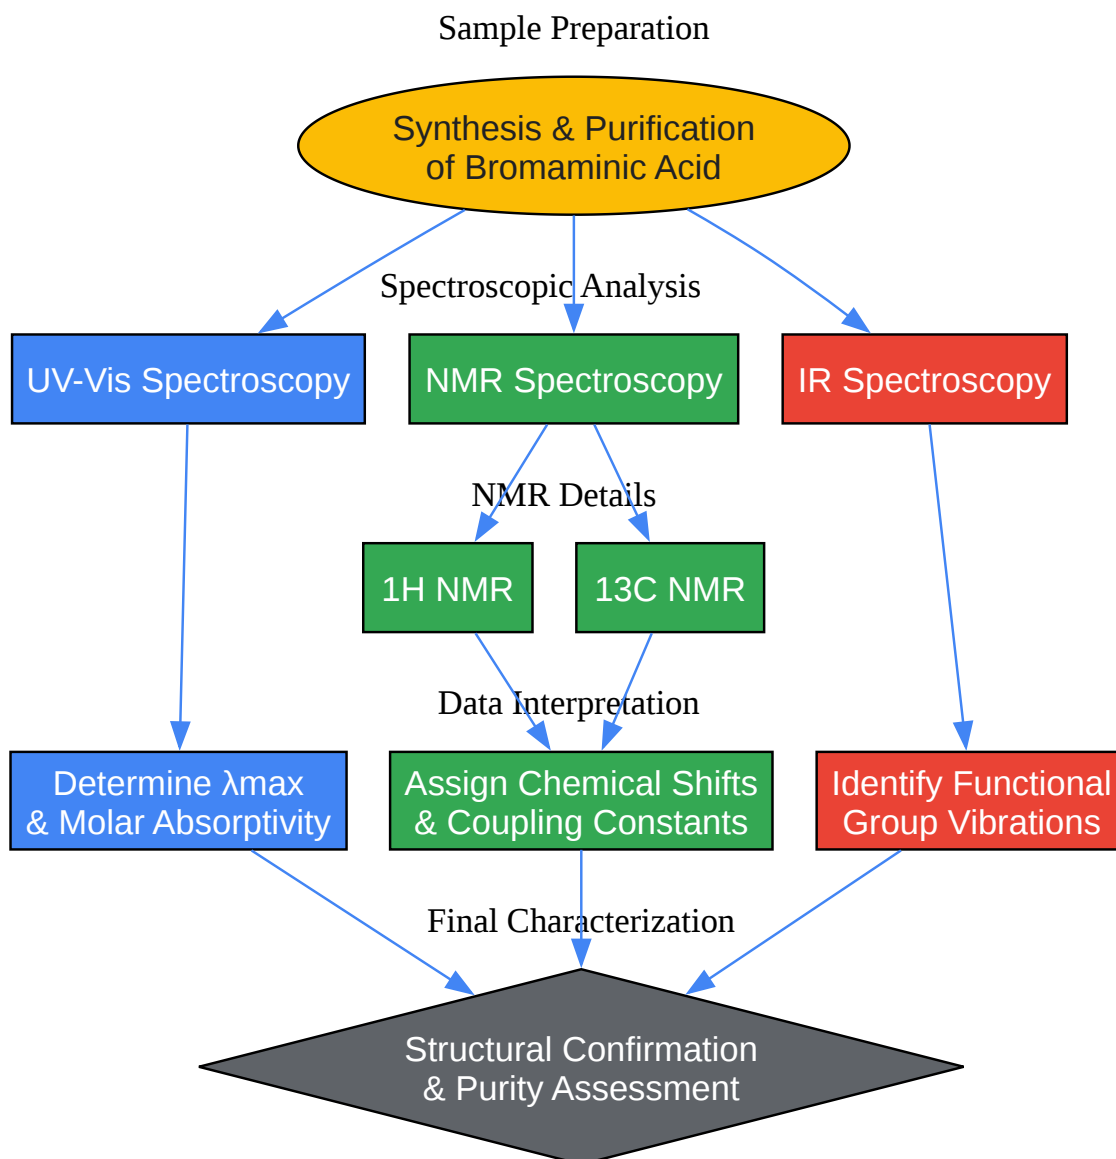 Sample Preparation
Synthesis & Purification
of Bromaminic Acid
Spectroscopic Analysis
UV-Vis Spectroscopy
NMR Spectroscopy
IR Spectroscopy
NMR Details
1H NMR
13C NMR
Data Interpretation
Determine λmax
& Molar Absorptivity
Assign Chemical Shifts
& Coupling Constants
Identify Functional
Group Vibrations
Final Characterization
Structural Confirmation
& Purity Assessment